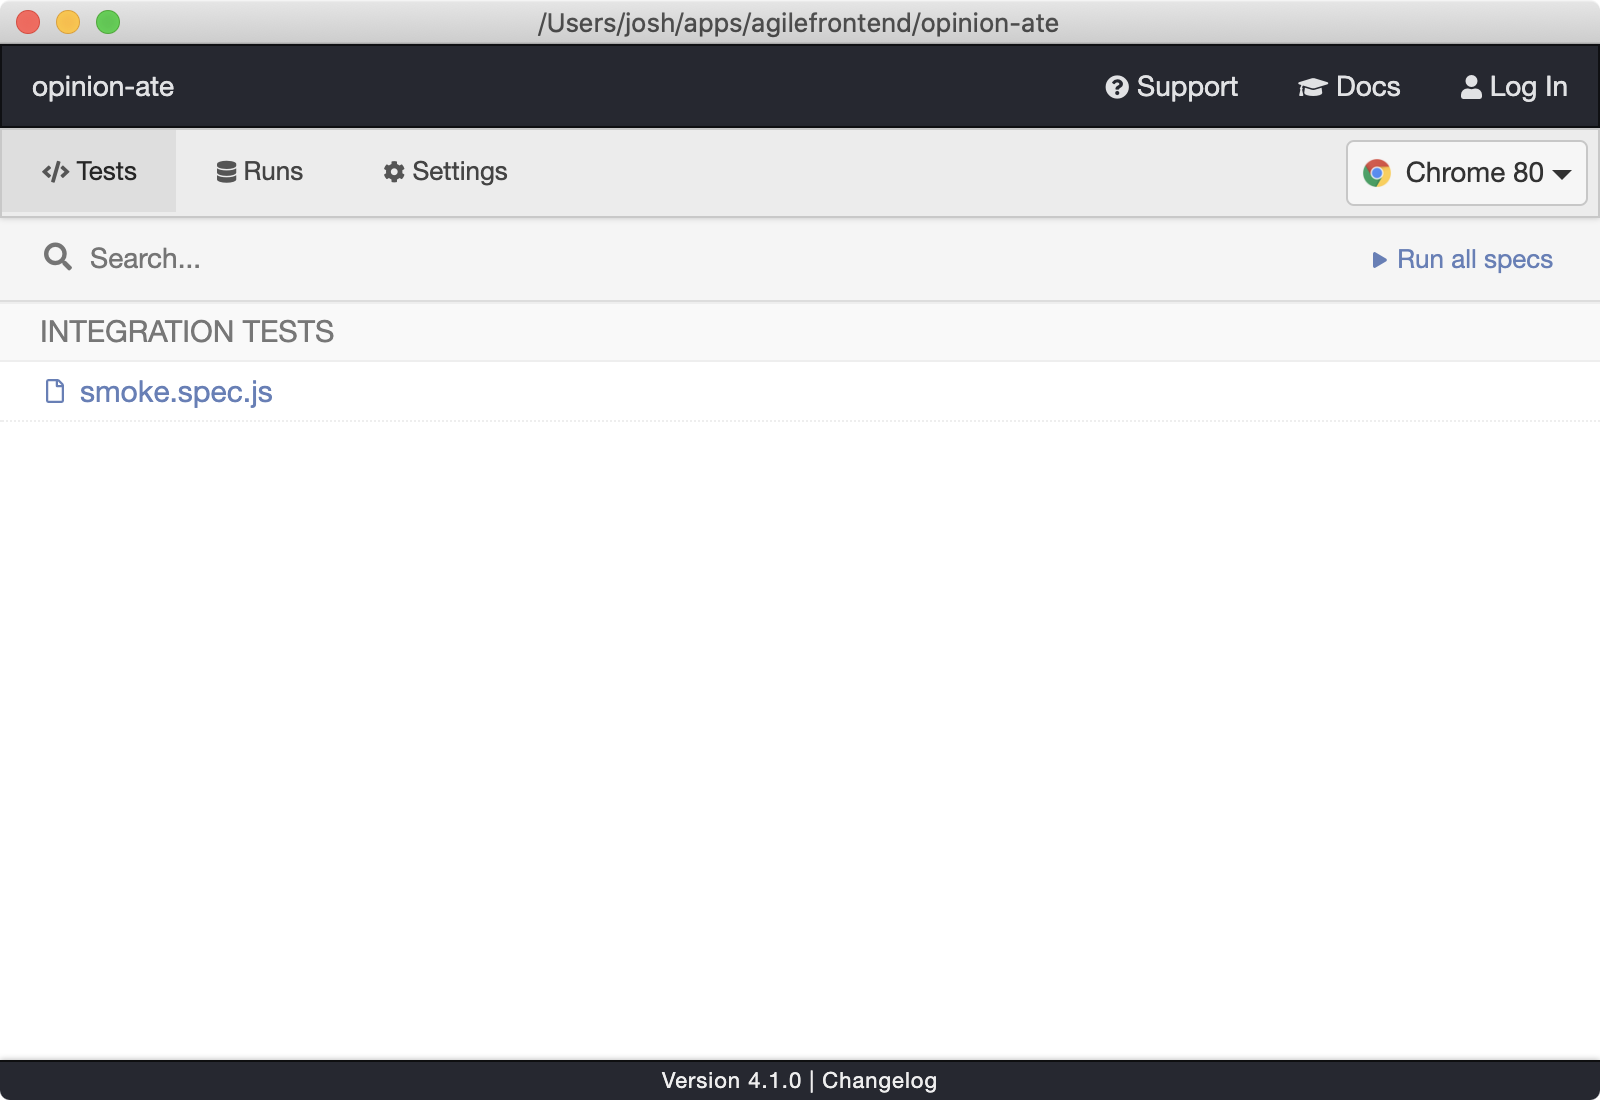 /Users/josh/apps/agilefrontend/opinion-ate
opinion-ate Support Docs Log In
Tests Runs Settings Chrome 80
Search... Run all specs
INTEGRATION TESTS
smoke.spec.js
Version 4.1.0 | Changelog